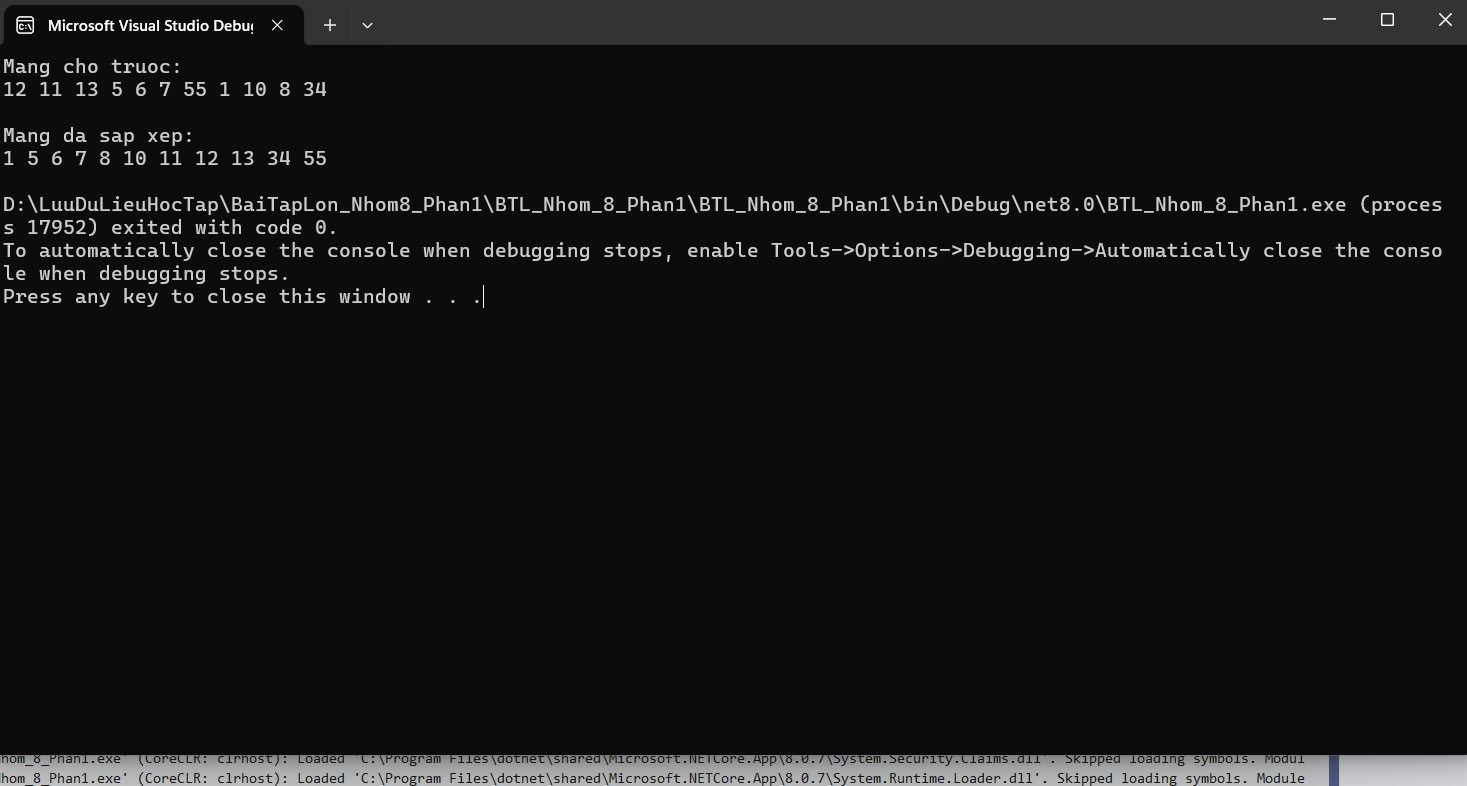 Microsoft Visual Studio Debug
Mang cho truoc:
12 11 13 5 6 7 55 1 10 8 34
Mang da sap xep:
1 5 6 7 8 10 11 12 13 34 55
D:\LuuDuLieuHocTap\BaiTapLon_Nhom8_Phan1\BTL_Nhom_8_Phan1\BTL_Nhom_8_Phan1\bin\Debug\net8.0\BTL_Nhom_8_Phan1.exe (proces
s 17952) exited with code 0.
To automatically close the console when debugging stops, enable Tools->Options->Debugging->Automatically close the conso
le when debugging stops.
Press any key to close this window . . .
hom_8_Phan1.exe' (CoreCLR: clrhost): Loaded 'C:\Program Files\dotnet\shared\Microsoft.NETCore.App\8.0.7\System.Security.Claims.dll'. Skipped loading symbols. Modul
hom_8_Phan1.exe' (CoreCLR: clrhost): Loaded 'C:\Program Files\dotnet\shared\Microsoft.NETCore.App\8.0.7\System.Runtime.Loader.dll'. Skipped loading symbols. Module